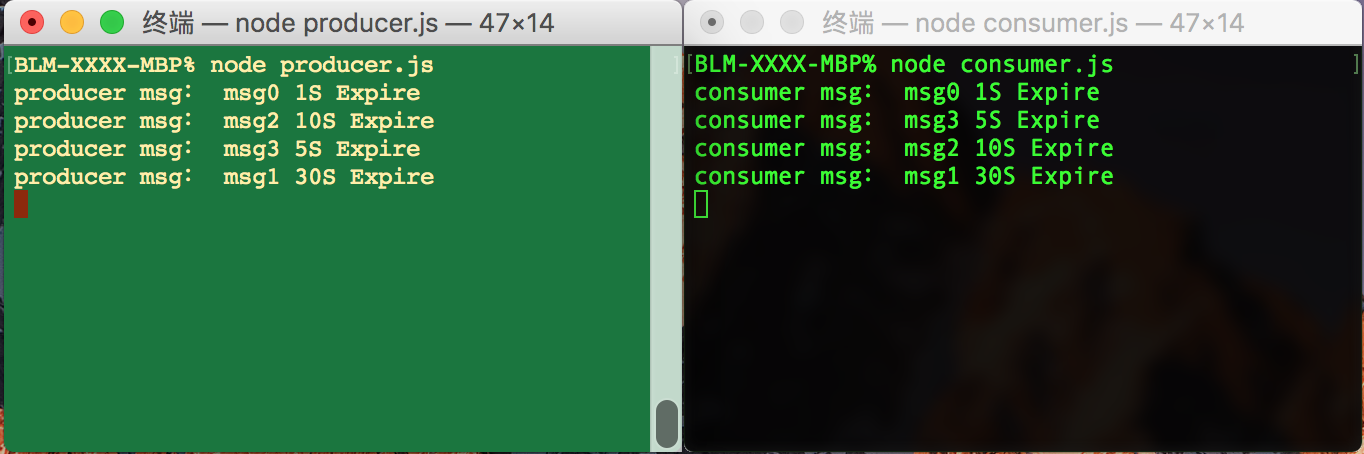 终端 — node producer.js — 47×14
[BLM-XXXX-MBP% node producer.js ]
producer msg： msg0 1S Expire
producer msg： msg2 10S Expire
producer msg： msg3 5S Expire
producer msg： msg1 30S Expire
终端 — node consumer.js — 47×14
[BLM-XXXX-MBP% node consumer.js ]
consumer msg： msg0 1S Expire
consumer msg： msg3 5S Expire
consumer msg： msg2 10S Expire
consumer msg： msg1 30S Expire